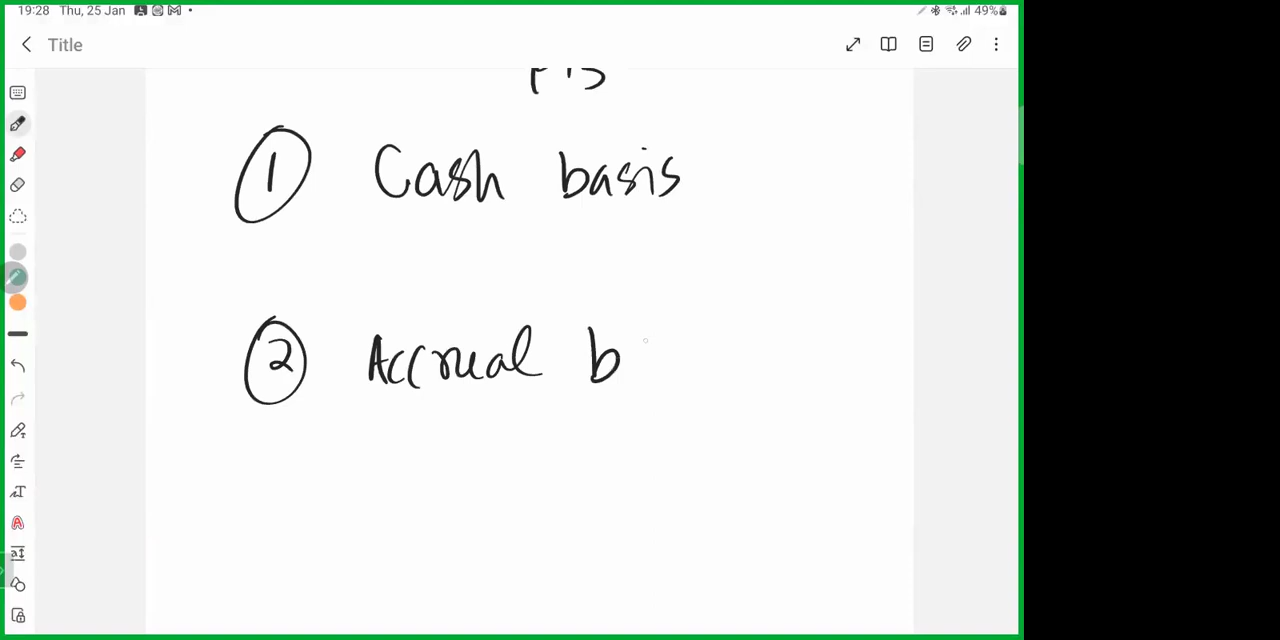 19:28 Thu, 25 Jan
49%
Title
① Cash basis
② Accrual b